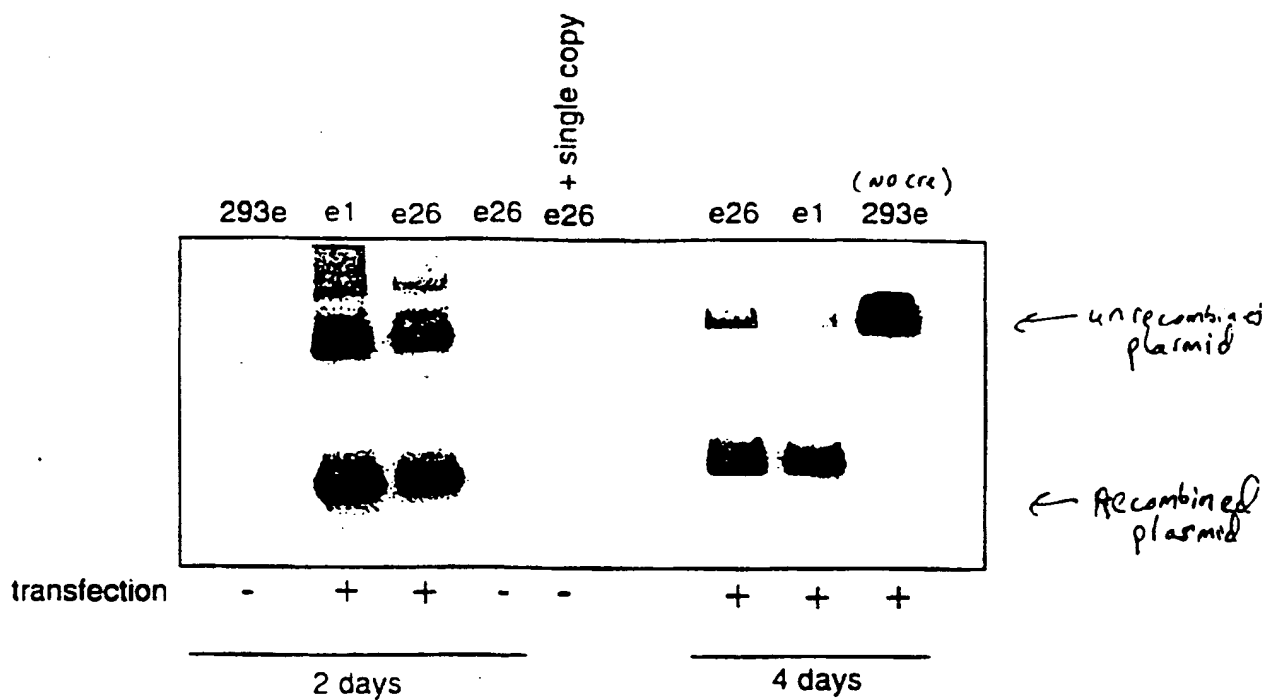 + single copy
(No cre)
293e e1 e26 e26 e26 e26 e1 293e
← unrecombined
plasmid
← Recombined
plasmid
transfection - + + - - + + +
2 days 4 days